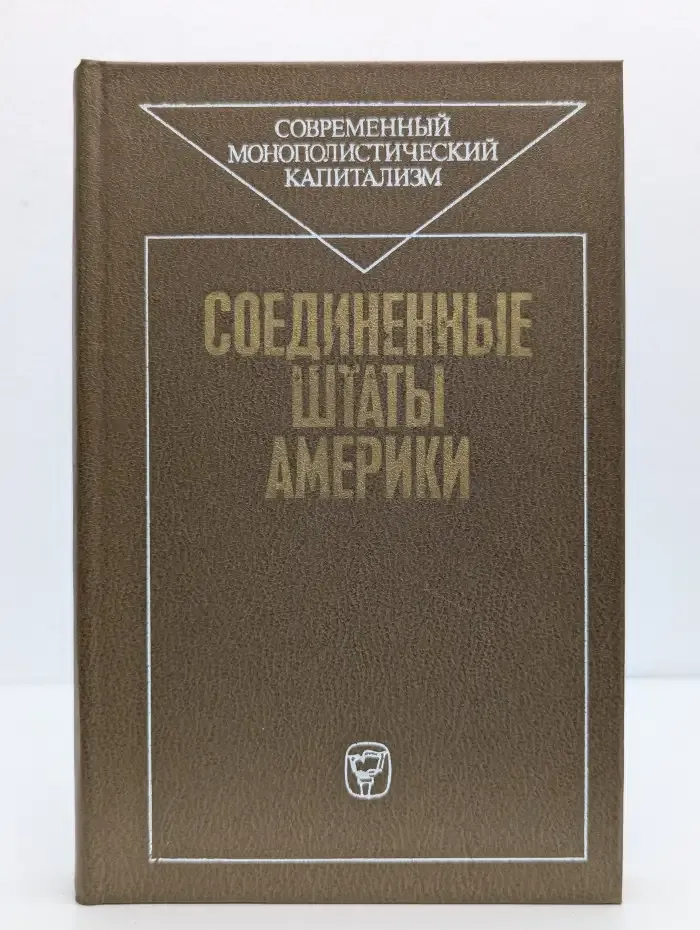 СОВРЕМЕННЫЙ
МОНОПОЛИСТИЧЕСКИЙ
КАПИТАЛИЗМ
СОЕДИНЕННЫЕ
ШТАТЫ
АМЕРИКИ